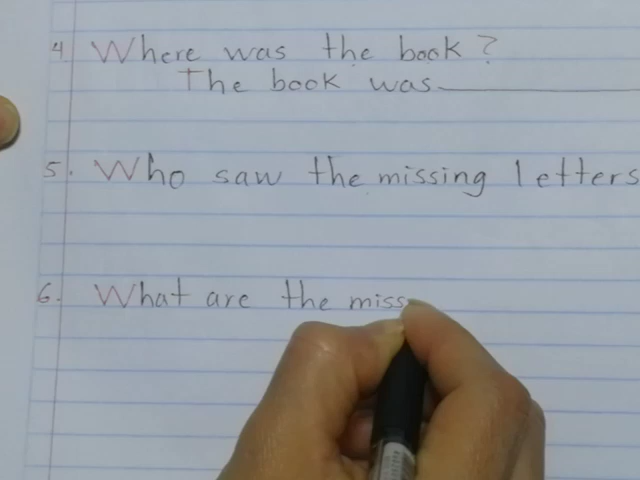 4 Where was the book?
The book was
5. Who saw the missing letters
6. What are the miss